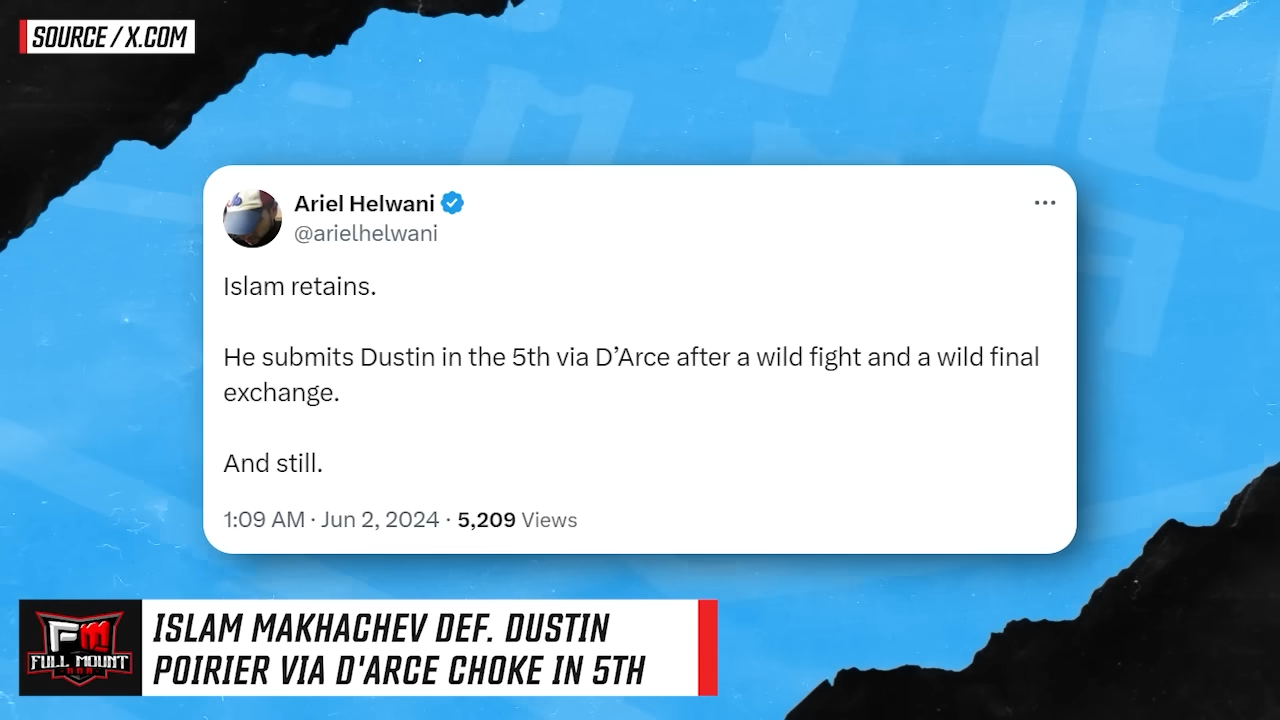 SOURCE / X.COM
Ariel Helwani
@arielhelwani
Islam retains.
He submits Dustin in the 5th via D’Arce after a wild fight and a wild final
exchange.
And still.
1:09 AM · Jun 2, 2024 · 5,209 Views
FM
FULL MOUNT
ISLAM MAKHACHEV DEF. DUSTIN
POIRIER VIA D'ARCE CHOKE IN 5TH